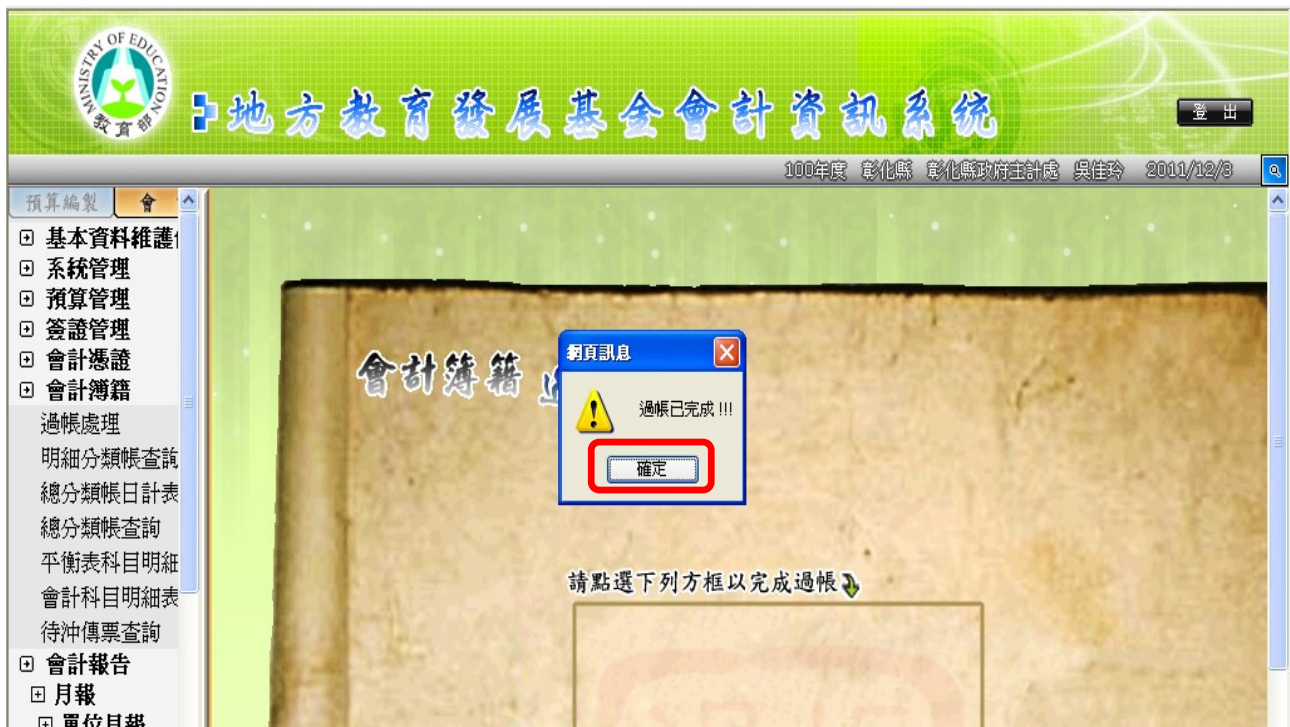 MINISTRY OF EDUCATION
教育部
地方教育發展基金會計資訊系統
登 出
100年度 彰化縣 彰化縣政府主計處 吳佳玲 2011/12/3
預算編製 會
基本資料維護
系統管理
預算管理
簽證管理
會計憑證
會計簿籍
過帳處理
明細分類帳查詢
總分類帳日計表
總分類帳查詢
平衡表科目明細
會計科目明細表
待沖傳票查詢
會計報告
月報
單位月報
會計簿籍
網頁訊息
過帳已完成 !!!
確定
請點選下列方框以完成過帳